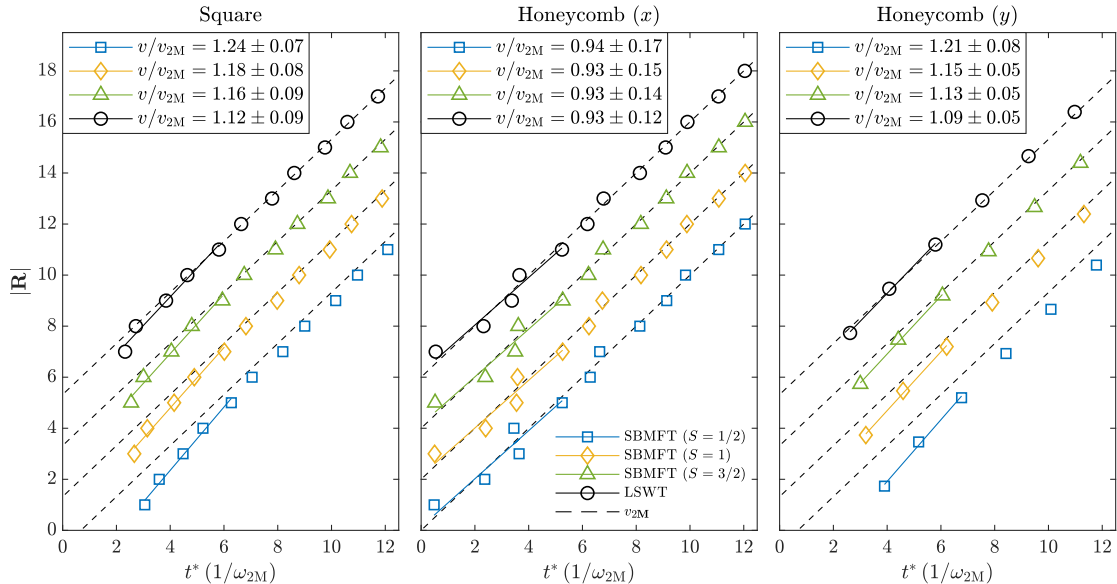 Square
v/v₂M = 1.24 ± 0.07
v/v₂M = 1.18 ± 0.08
v/v₂M = 1.16 ± 0.09
v/v₂M = 1.12 ± 0.09
18
16
14
12
10
8
6
4
2
0
|R|
0 2 4 6 8 10 12
t* (1/ω₂M)
Honeycomb (x)
v/v₂M = 0.94 ± 0.17
v/v₂M = 0.93 ± 0.15
v/v₂M = 0.93 ± 0.14
v/v₂M = 0.93 ± 0.12
SBMFT (S = 1/2)
SBMFT (S = 1)
SBMFT (S = 3/2)
LSWT
v₂M
0 2 4 6 8 10 12
t* (1/ω₂M)
Honeycomb (y)
v/v₂M = 1.21 ± 0.08
v/v₂M = 1.15 ± 0.05
v/v₂M = 1.13 ± 0.05
v/v₂M = 1.09 ± 0.05
0 2 4 6 8 10 12
t* (1/ω₂M)